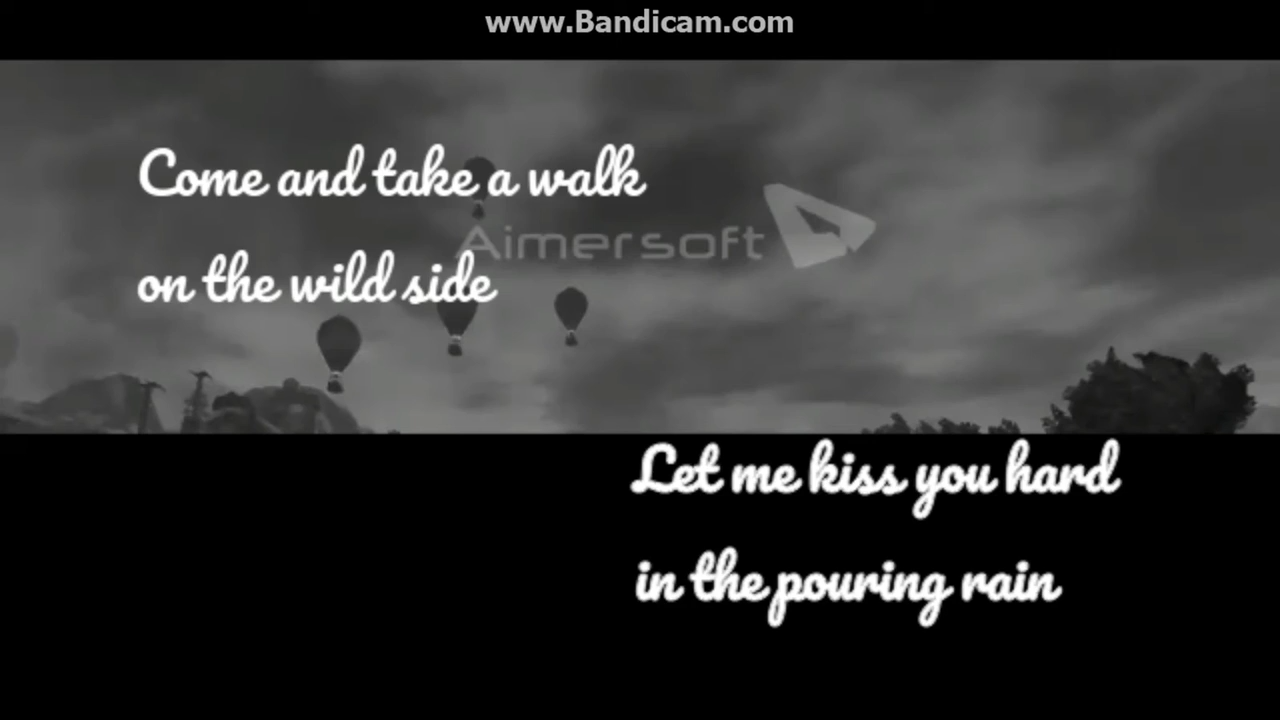 www.Bandicam.com
Come and take a walk
Aimersoft
on the wild side
Let me kiss you hard
in the pouring rain